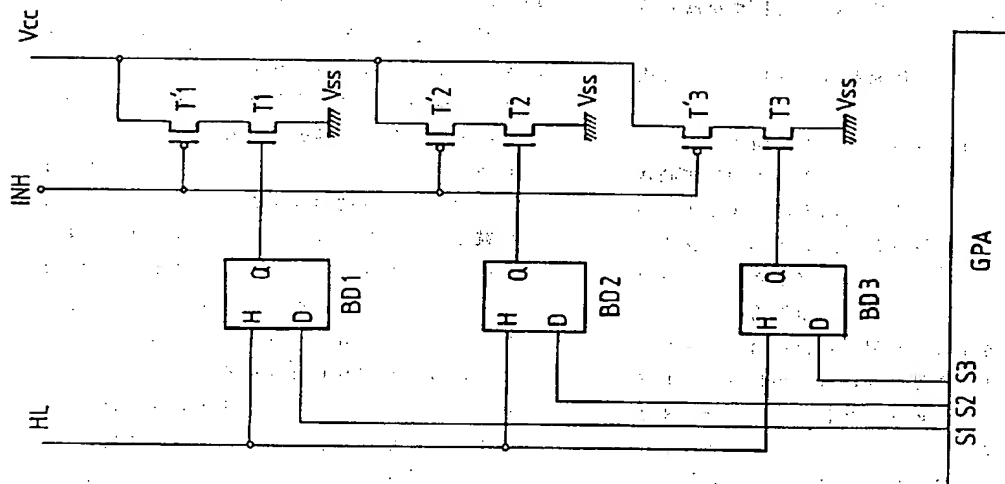 HL
INH
Vcc
H
D
Q
BD1
T'1
T1
Vss
H
D
Q
BD2
T'2
T2
Vss
H
D
Q
BD3
T'3
T3
Vss
S1
S2
S3
GPA